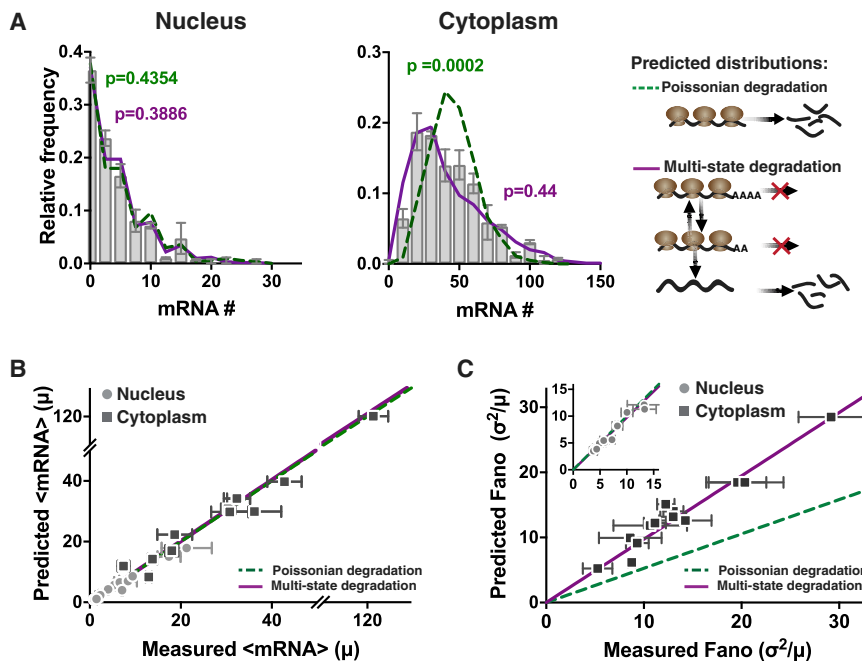 A
Nucleus
Cytoplasm
0.4
0.3
0.2
0.1
0.0
Relative frequency
p=0.4354
p=0.3886
0
10
20
30
mRNA #
0.3
0.2
0.1
0.0
p =0.0002
p=0.44
0
50
100
150
mRNA #
Predicted distributions:
Poissonian degradation
Multi-state degradation
AAAA
AA
B
Nucleus
Cytoplasm
Predicted <mRNA> (μ)
120
40
20
0
Poissonian degradation
Multi-state degradation
0
20
40
120
Measured <mRNA> (μ)
C
Nucleus
Cytoplasm
Predicted Fano (σ²/μ)
30
20
10
0
15
10
5
0
0
5
10
15
Poissonian degradation
Multi-state degradation
0
10
20
30
Measured Fano (σ²/μ)